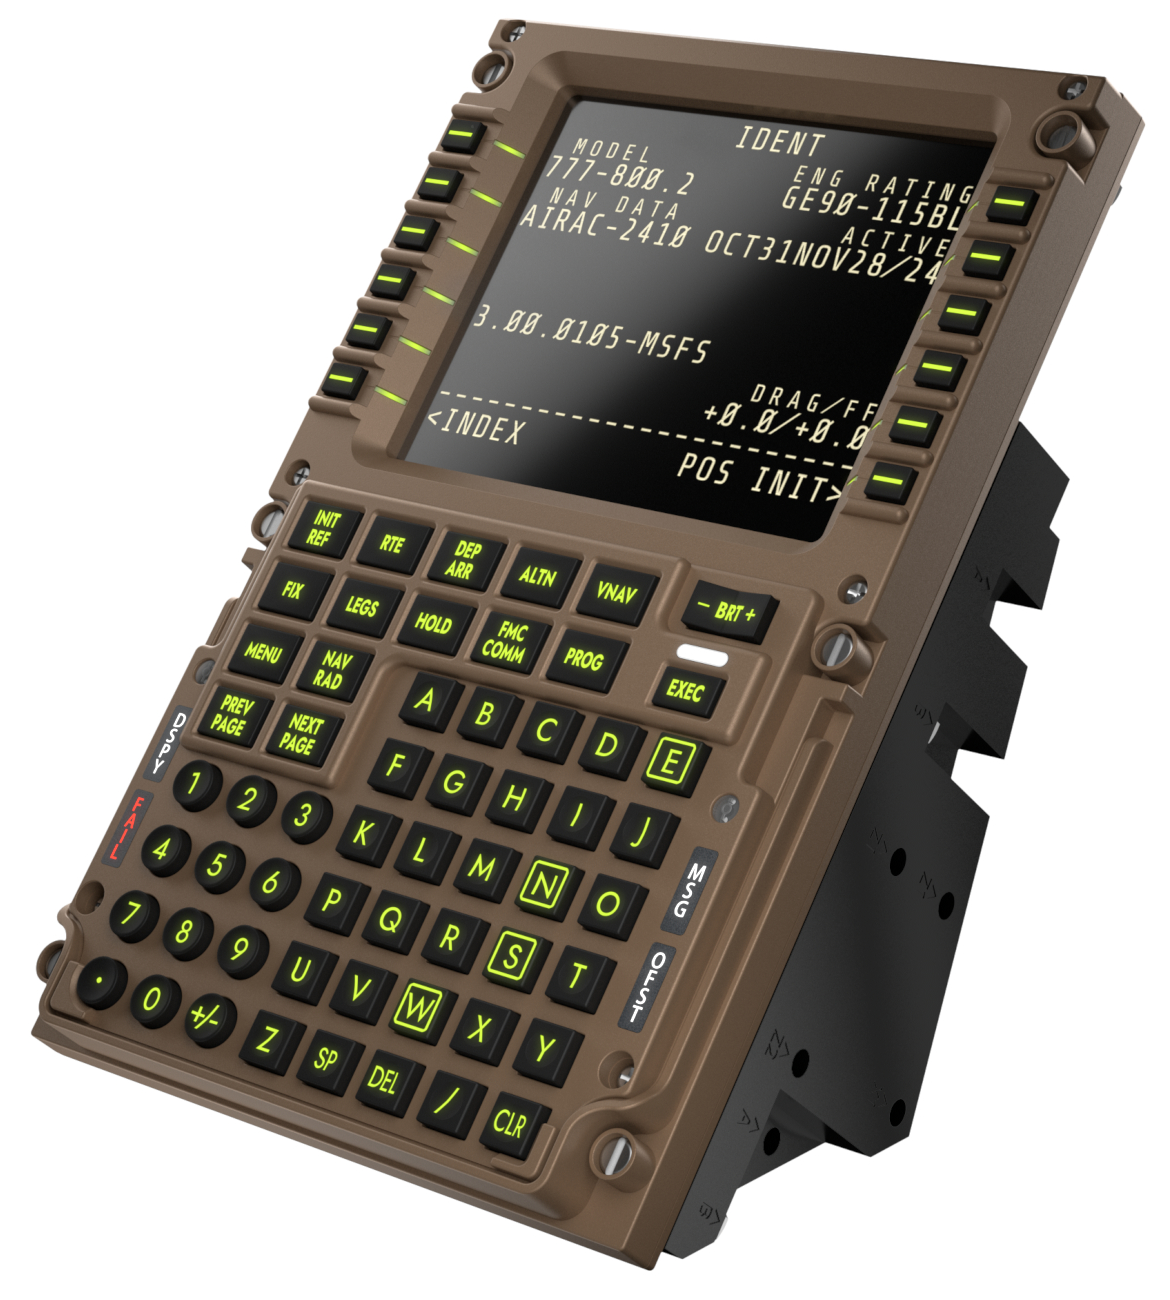 IDENT
MODEL
ENG RATING
777-800.2
GE90-115BL
NAV DATA
ACTIVE
AIRAC-2410 OCT31NOV28/24
3.00.0105-MSFS
DRAG/FF
+0.0/+0.0
--------------------------------
<INDEX
POS INIT>
INIT REF
RTE
DEP ARR
ALTN
VNAV
- BRT +
FIX
LEGS
HOLD
FMC COMM
PROG
EXEC
MENU
NAV RAD
PREV PAGE
NEXT PAGE
A B C D E
F G H I J
K L M N O
P Q R S T
U V W X Y
Z SP DEL / CLR
1 2 3
4 5 6
7 8 9
. 0 +/-
DSPY
FAIL
MSG
OFST